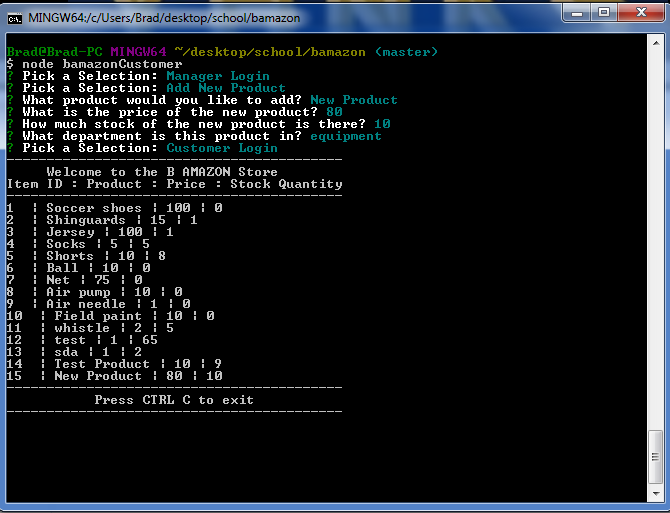 MINGW64:/c/Users/Brad/desktop/school/bamazon
Brad@Brad-PC MINGW64 ~/desktop/school/bamazon (master)
$ node bamazonCustomer
? Pick a Selection: Manager Login
? Pick a Selection: Add New Product
? What product would you like to add? New Product
? What is the price of the new product? 80
? How much stock of the new product is there? 10
? What department is this product in? equipment
? Pick a Selection: Customer Login
------------------------------------------
Welcome to the B AMAZON Store
Item ID : Product : Price : Stock Quantity
------------------------------------------
1 | Soccer shoes | 100 | 0
2 | Shinguards | 15 | 1
3 | Jersey | 100 | 1
4 | Socks | 5 | 5
5 | Shorts | 10 | 8
6 | Ball | 10 | 0
7 | Net | 75 | 0
8 | Air pump | 10 | 0
9 | Air needle | 1 | 0
10 | Field paint | 10 | 0
11 | whistle | 2 | 5
12 | test | 1 | 65
13 | sda | 1 | 2
14 | Test Product | 10 | 9
15 | New Product | 80 | 10
------------------------------------------
Press CTRL C to exit
------------------------------------------